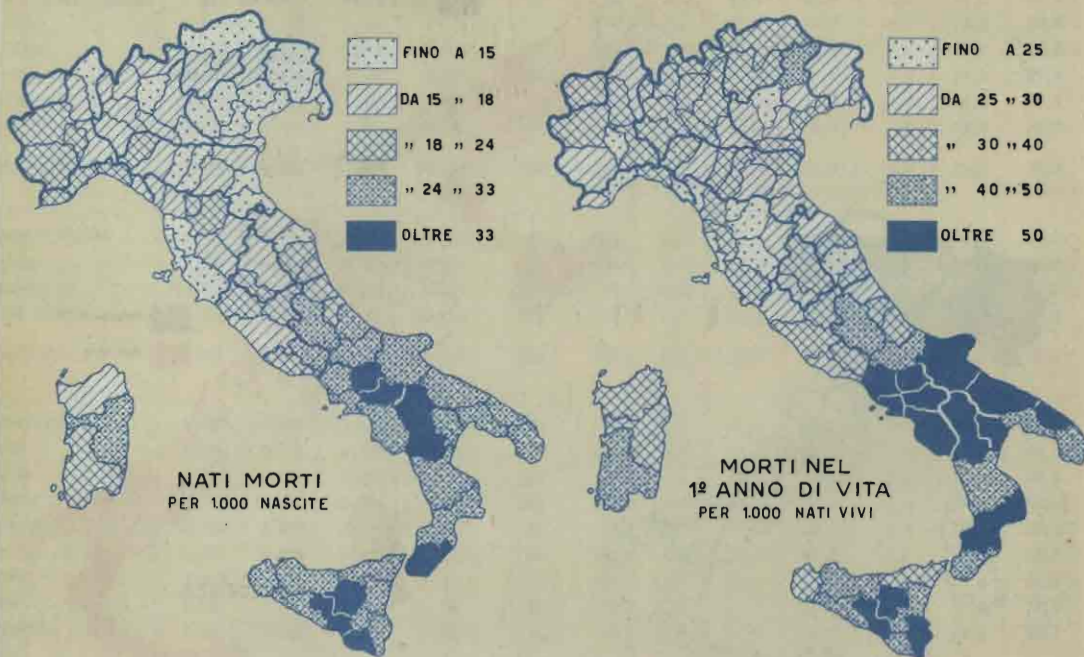 FINO A 15
DA 15 „ 18
„ 18 „ 24
„ 24 „ 33
OLTRE 33
NATI MORTI
PER 1.000 NASCITE
FINO A 25
DA 25 „ 30
„ 30 „ 40
„ 40 „ 50
OLTRE 50
MORTI NEL
1º ANNO DI VITA
PER 1.000 NATI VIVI